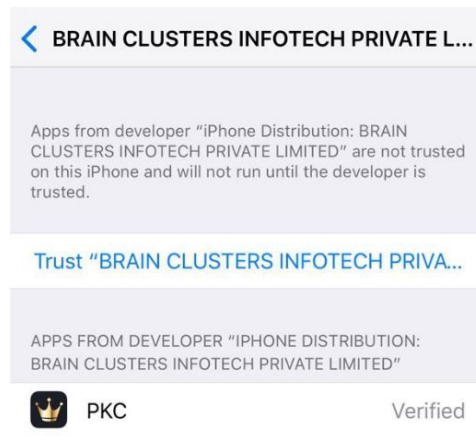 BRAIN CLUSTERS INFOTECH PRIVATE L...
Apps from developer “iPhone Distribution: BRAIN
CLUSTERS INFOTECH PRIVATE LIMITED” are not trusted
on this iPhone and will not run until the developer is
trusted.
Trust “BRAIN CLUSTERS INFOTECH PRIVA...
APPS FROM DEVELOPER “IPHONE DISTRIBUTION:
BRAIN CLUSTERS INFOTECH PRIVATE LIMITED”
PKC Verified